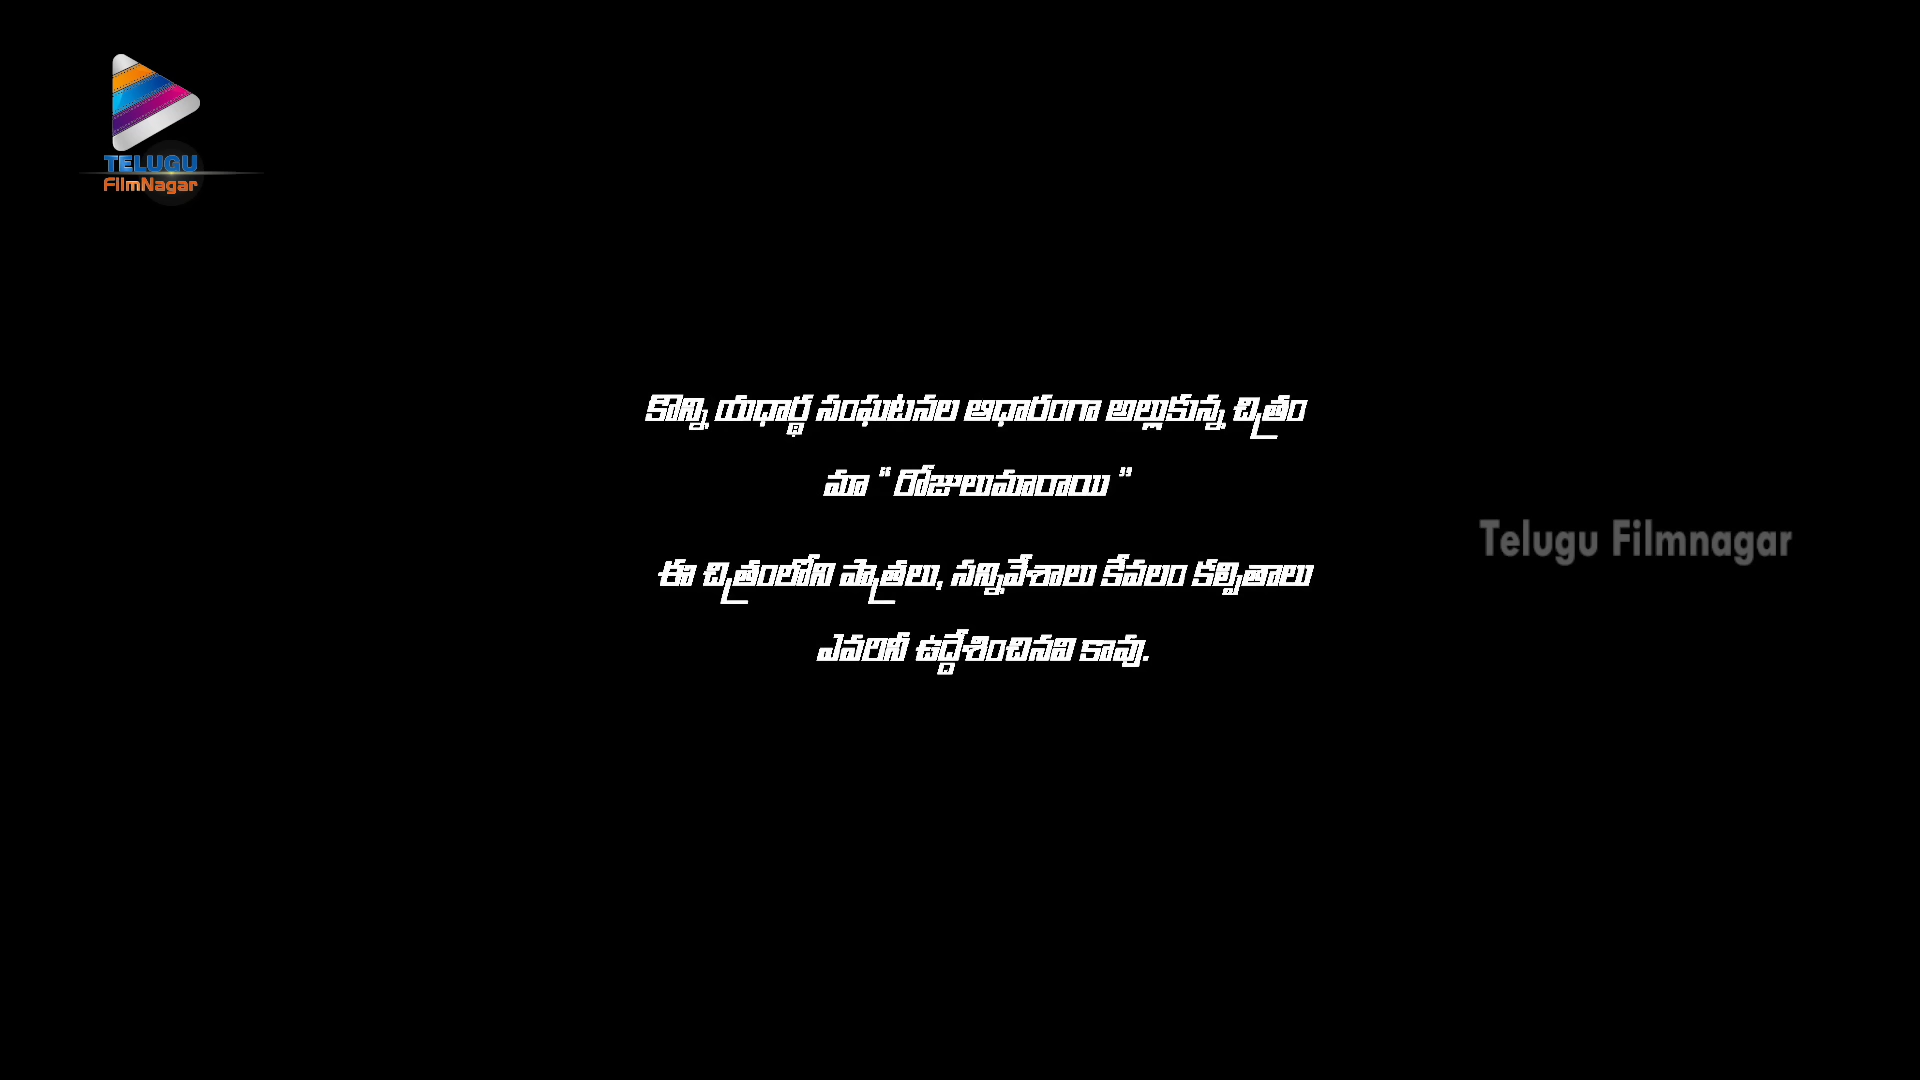 TELUGU
FilmNagar
కొన్ని యధార్థ సంఘటనల ఆధారంగా అల్లుకున్న చిత్రం
మా “ రోజులుమారాయి ”
Telugu Filmnagar
ఈ చిత్రంలోని పాత్రలు, సన్నివేశాలు కేవలం కల్పితాలు
ఎవరినీ ఉద్దేశించినవి కావు.